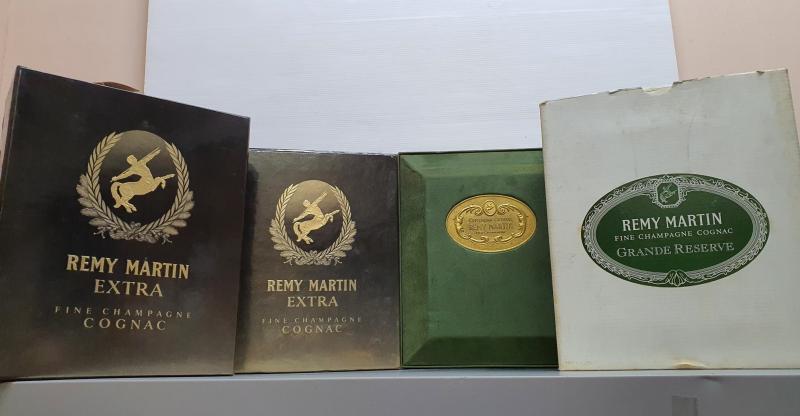 REMY MARTIN
EXTRA
FINE CHAMPAGNE
COGNAC
REMY MARTIN
EXTRA
FINE CHAMPAGNE
COGNAC
REMY MARTIN
REMY MARTIN
FINE CHAMPAGNE COGNAC
GRANDE RESERVE